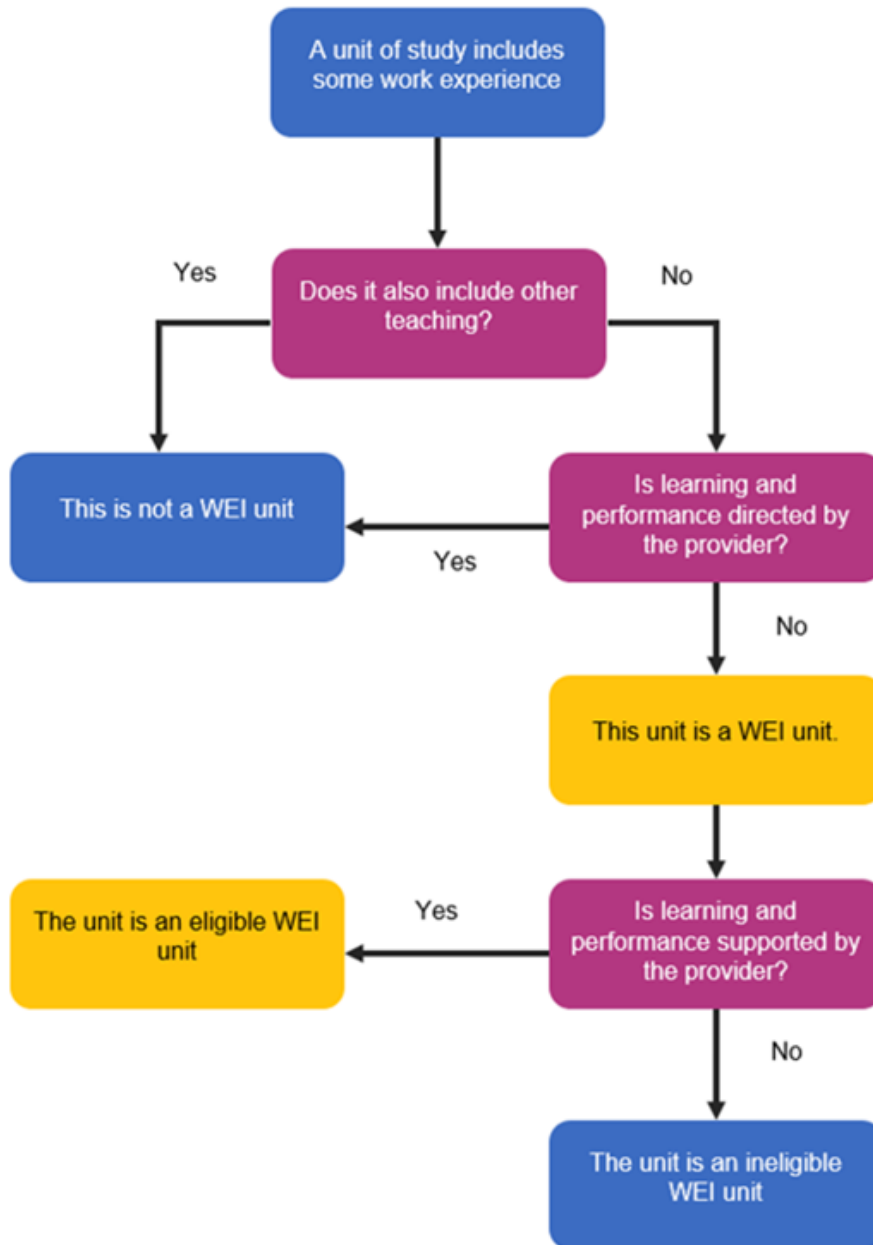 A unit of study includes
some work experience
Yes
Does it also include other
teaching?
No
This is not a WEI unit
Is learning and
performance directed by
the provider?
Yes
No
This unit is a WEI unit.
The unit is an eligible WEI
unit
Yes
Is learning and
performance supported by
the provider?
No
The unit is an ineligible
WEI unit